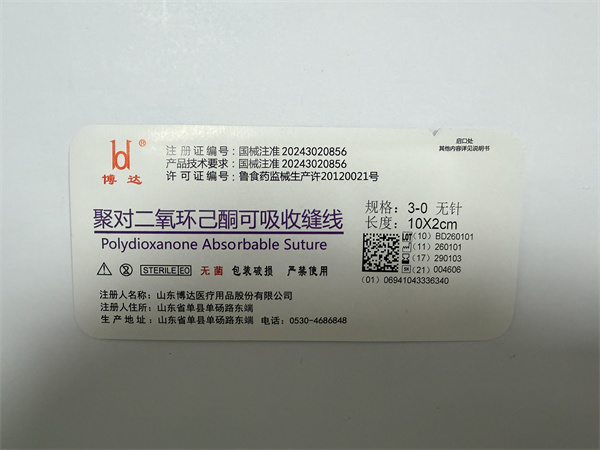 博达
注册证编号:国械注准20243020856
产品技术要求:国械注准20243020856
许可证编号:鲁食药监械生产许20120021号
启口处
其他内容详见说明书
聚对二氧环己酮可吸收缝线
Polydioxanone Absorbable Suture
规格:3-0 无针
长度:10X2cm
LOT (10) BD260101
(11) 260101
(17) 290103
(21) 004606
(01) 06941043336340
STERILE EO 无菌 包装破损 严禁使用
注册人名称:山东博达医疗用品股份有限公司
注册人住所:山东省单县单砀路东端
生产地址:山东省单县单砀路东端 电话:0530-4686848